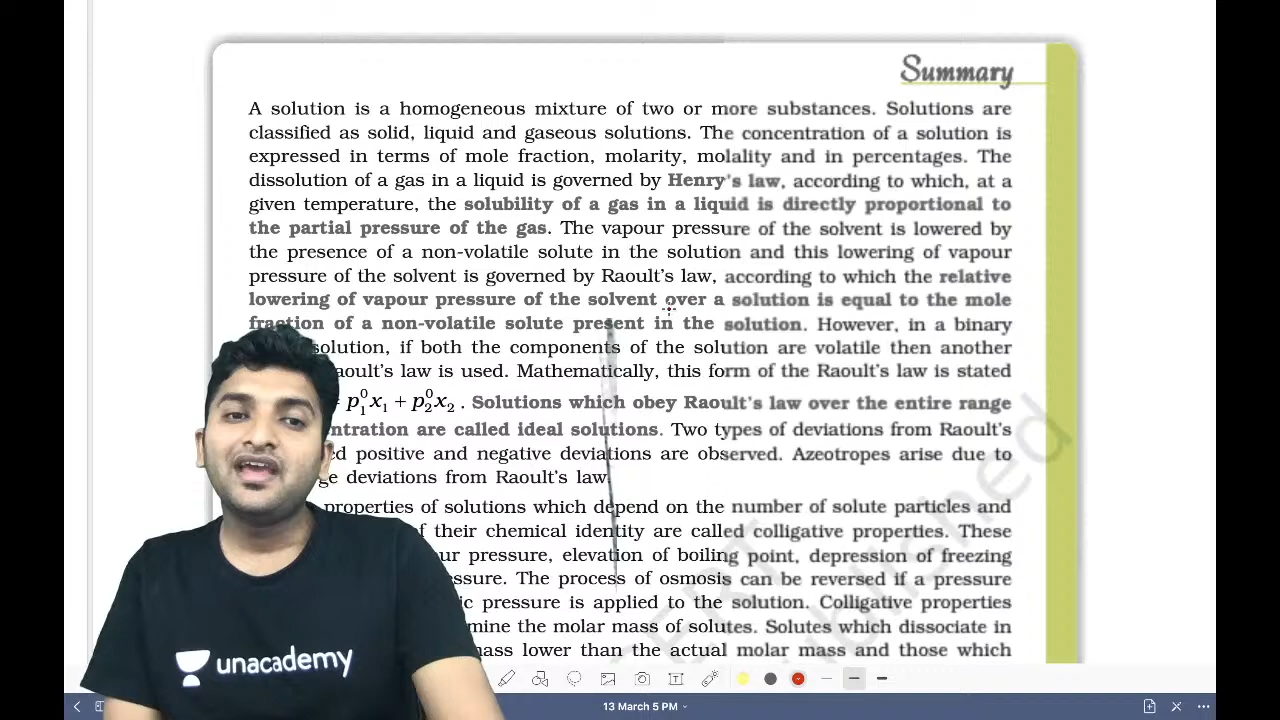 Summary
A solution is a homogeneous mixture of two or more substances. Solutions are
classified as solid, liquid and gaseous solutions. The concentration of a solution is
expressed in terms of mole fraction, molarity, molality and in percentages. The
dissolution of a gas in a liquid is governed by Henry's law, according to which, at a
given temperature, the solubility of a gas in a liquid is directly proportional to
the partial pressure of the gas. The vapour pressure of the solvent is lowered by
the presence of a non-volatile solute in the solution and this lowering of vapour
pressure of the solvent is governed by Raoult's law, according to which the relative
lowering of vapour pressure of the solvent over a solution is equal to the mole
fraction of a non-volatile solute present in the solution. However, in a binary
solution, if both the components of the solution are volatile then another
aoult's law is used. Mathematically, this form of the Raoult's law is stated
= p₁⁰x₁ + p₂⁰x₂. Solutions which obey Raoult's law over the entire range
ntration are called ideal solutions. Two types of deviations from Raoult's
d positive and negative deviations are observed. Azeotropes arise due to
ge deviations from Raoult's law.
properties of solutions which depend on the number of solute particles and
f their chemical identity are called colligative properties. These
ur pressure, elevation of boiling point, depression of freezing
ssure. The process of osmosis can be reversed if a pressure
c pressure is applied to the solution. Colligative properties
mine the molar mass of solutes. Solutes which dissociate in
mass lower than the actual molar mass and those which
unacademy
13 March 5 PM